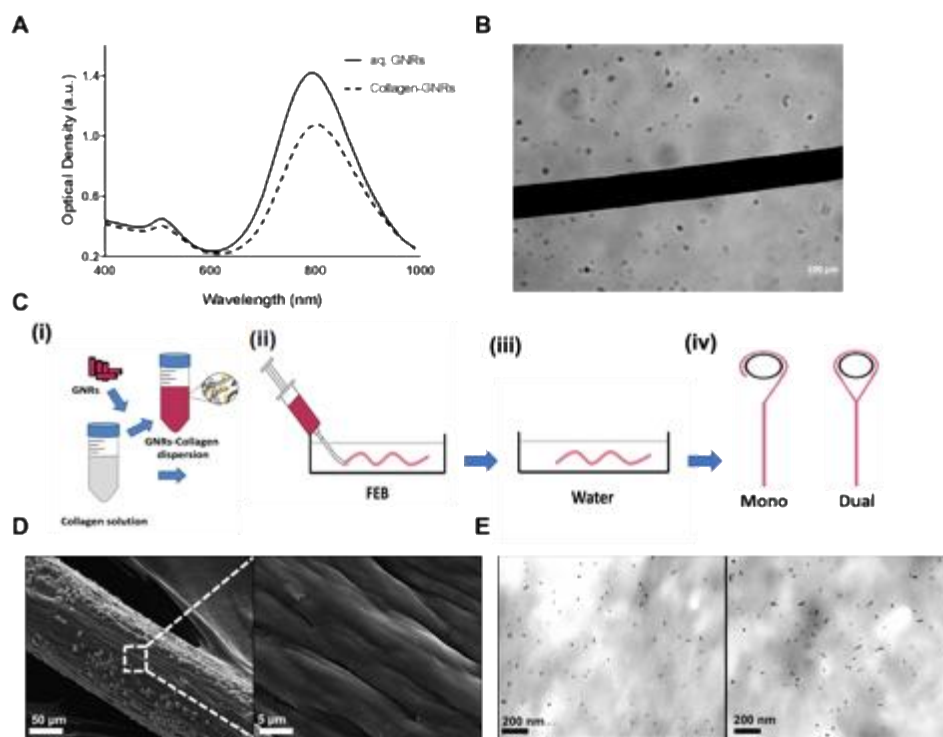 A
1.4
1.0
0.6
0.2
400
600
800
1000
Optical Density (a.u.)
Wavelength (nm)
aq. GNRs
Collagen-GNRs
B
C
(i)
GNRs
GNRs-Collagen
dispersion
Collagen solution
(ii)
FEB
(iii)
Water
(iv)
Mono
Dual
D
50 µm
5 µm
E
200 nm
200 nm